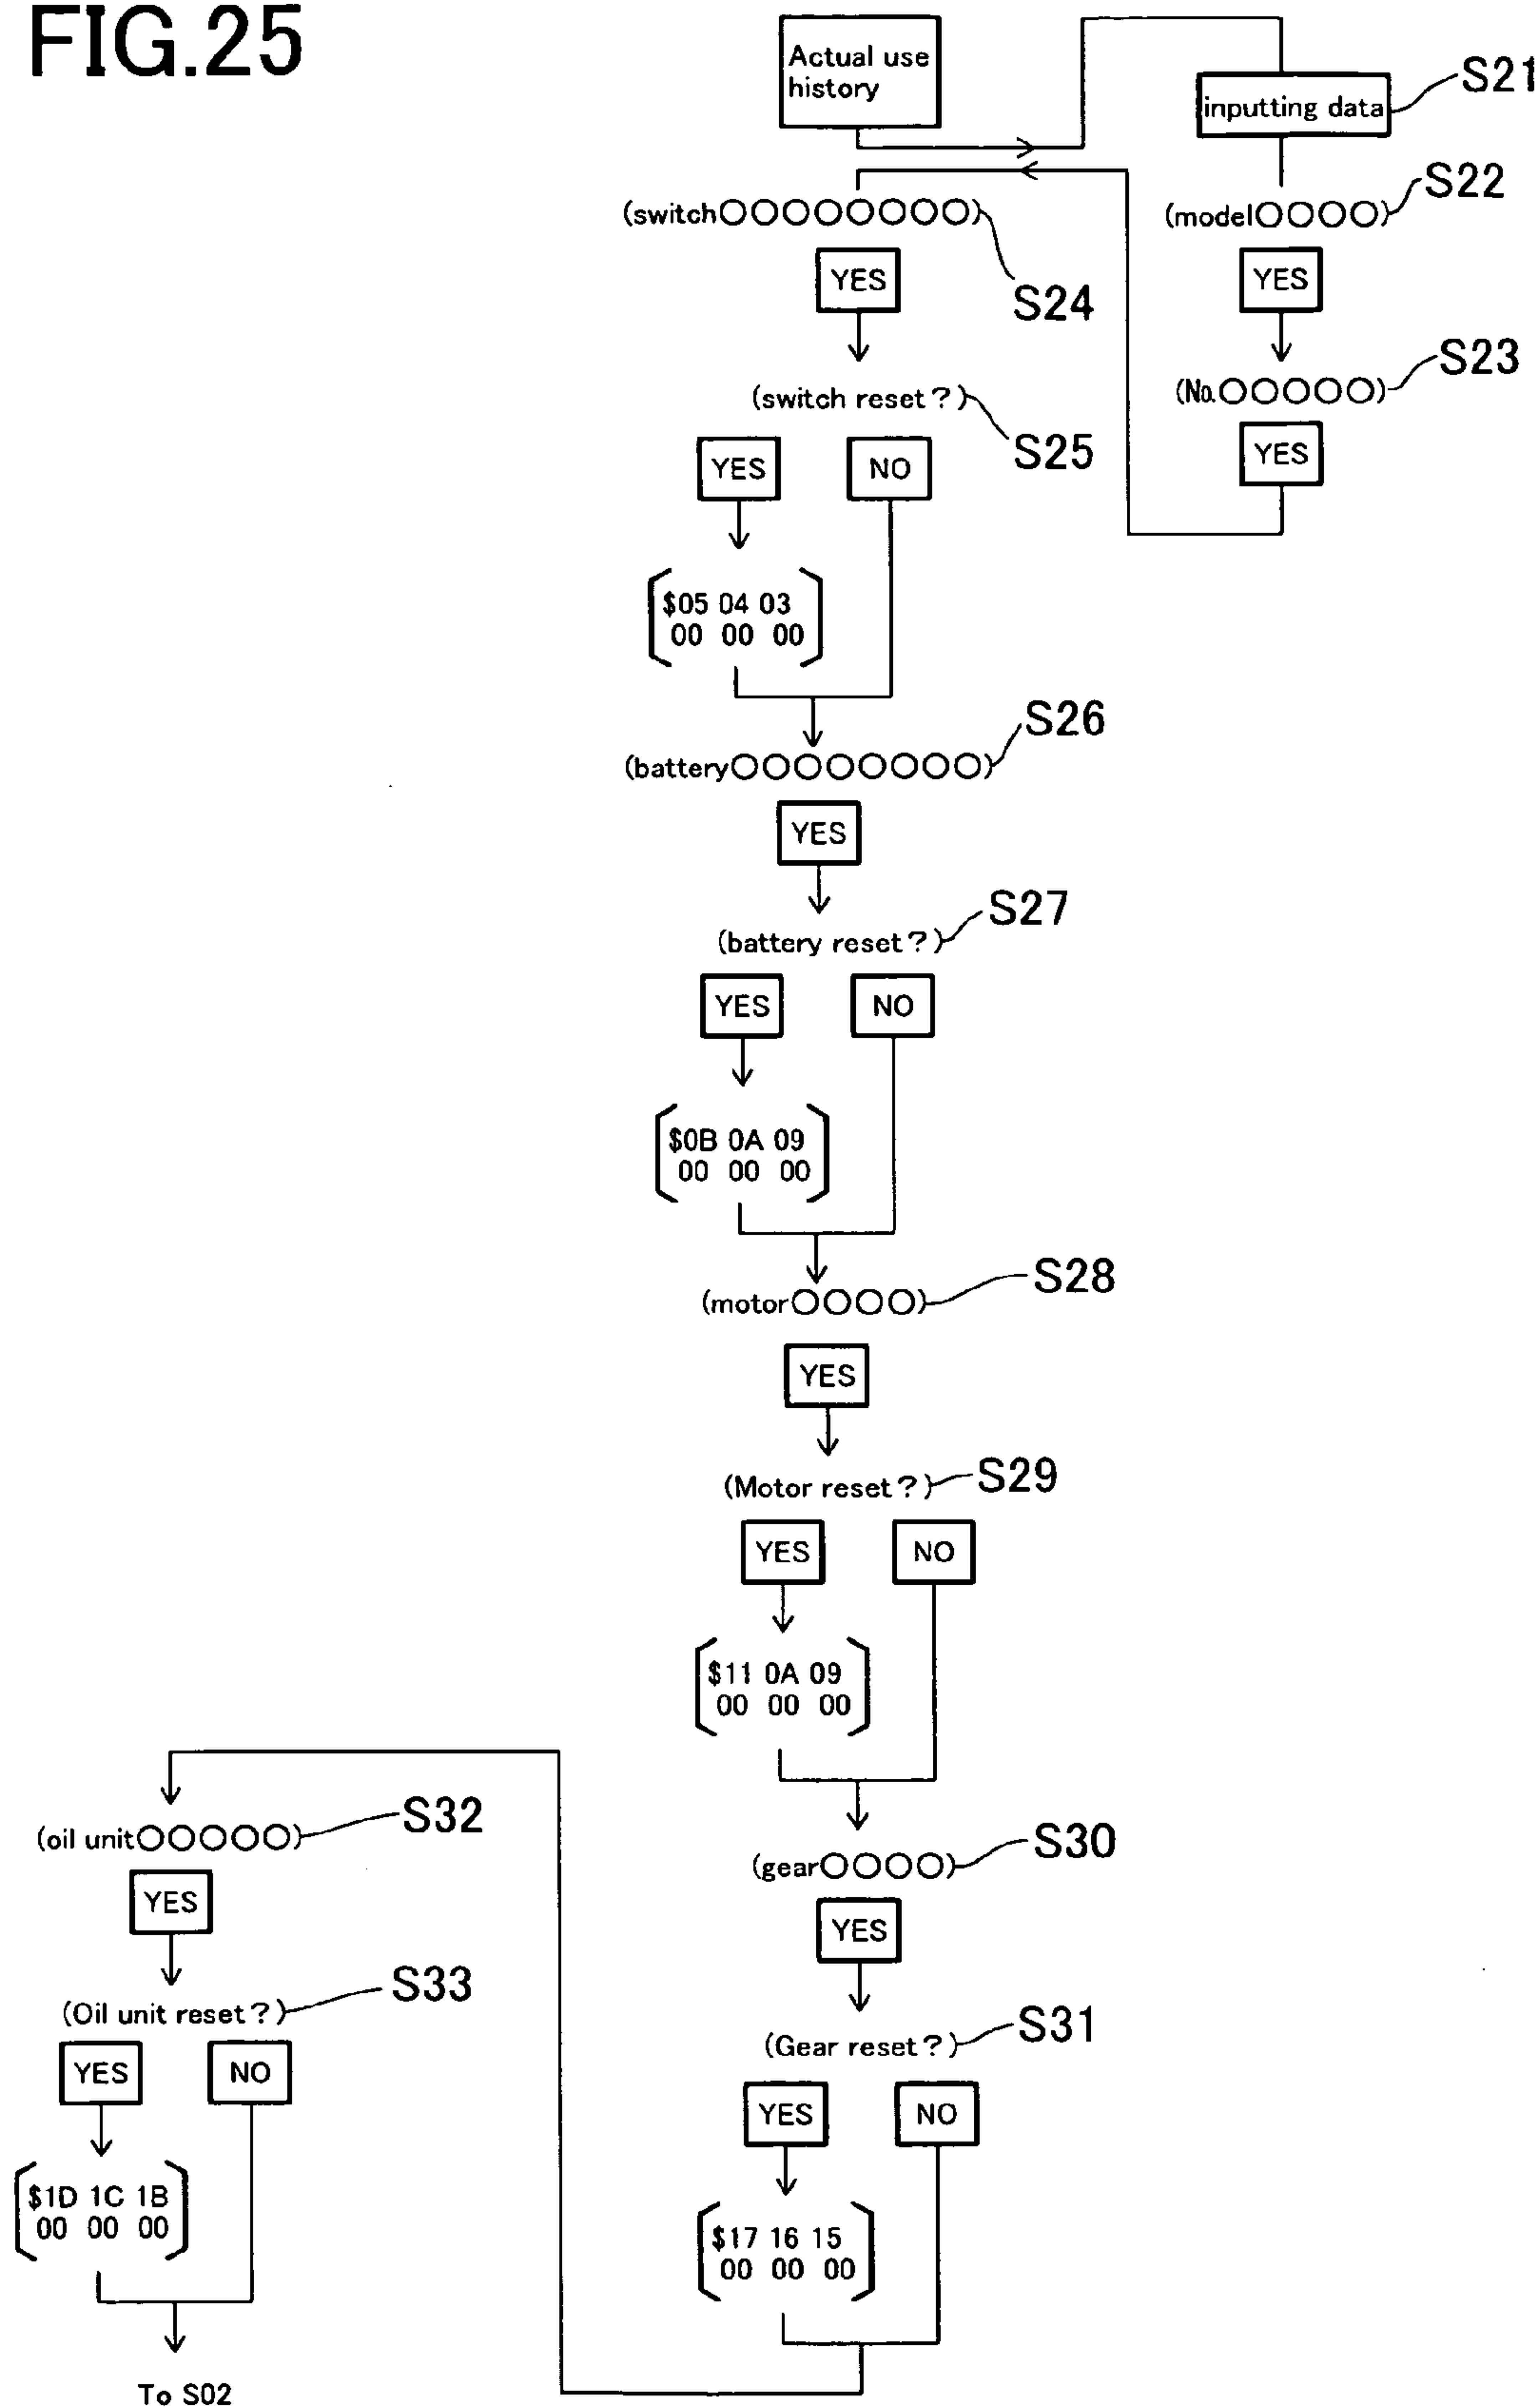 FIG.25
Actual use
history
inputting data
S21
(model○○○○)
S22
YES
(No.○○○○○)
S23
YES
(switch○○○○○○○○)
S24
YES
(switch reset?)
S25
YES NO
$05 04 03
00 00 00
(battery○○○○○○○○)
S26
YES
(battery reset?)
S27
YES NO
$0B 0A 09
00 00 00
(motor○○○○)
S28
YES
(Motor reset?)
S29
YES NO
$11 0A 09
00 00 00
(gear○○○○)
S30
YES
(Gear reset?)
S31
YES NO
$17 16 15
00 00 00
(oil unit○○○○○)
S32
YES
(Oil unit reset?)
S33
YES NO
$1D 1C 1B
00 00 00
To S02